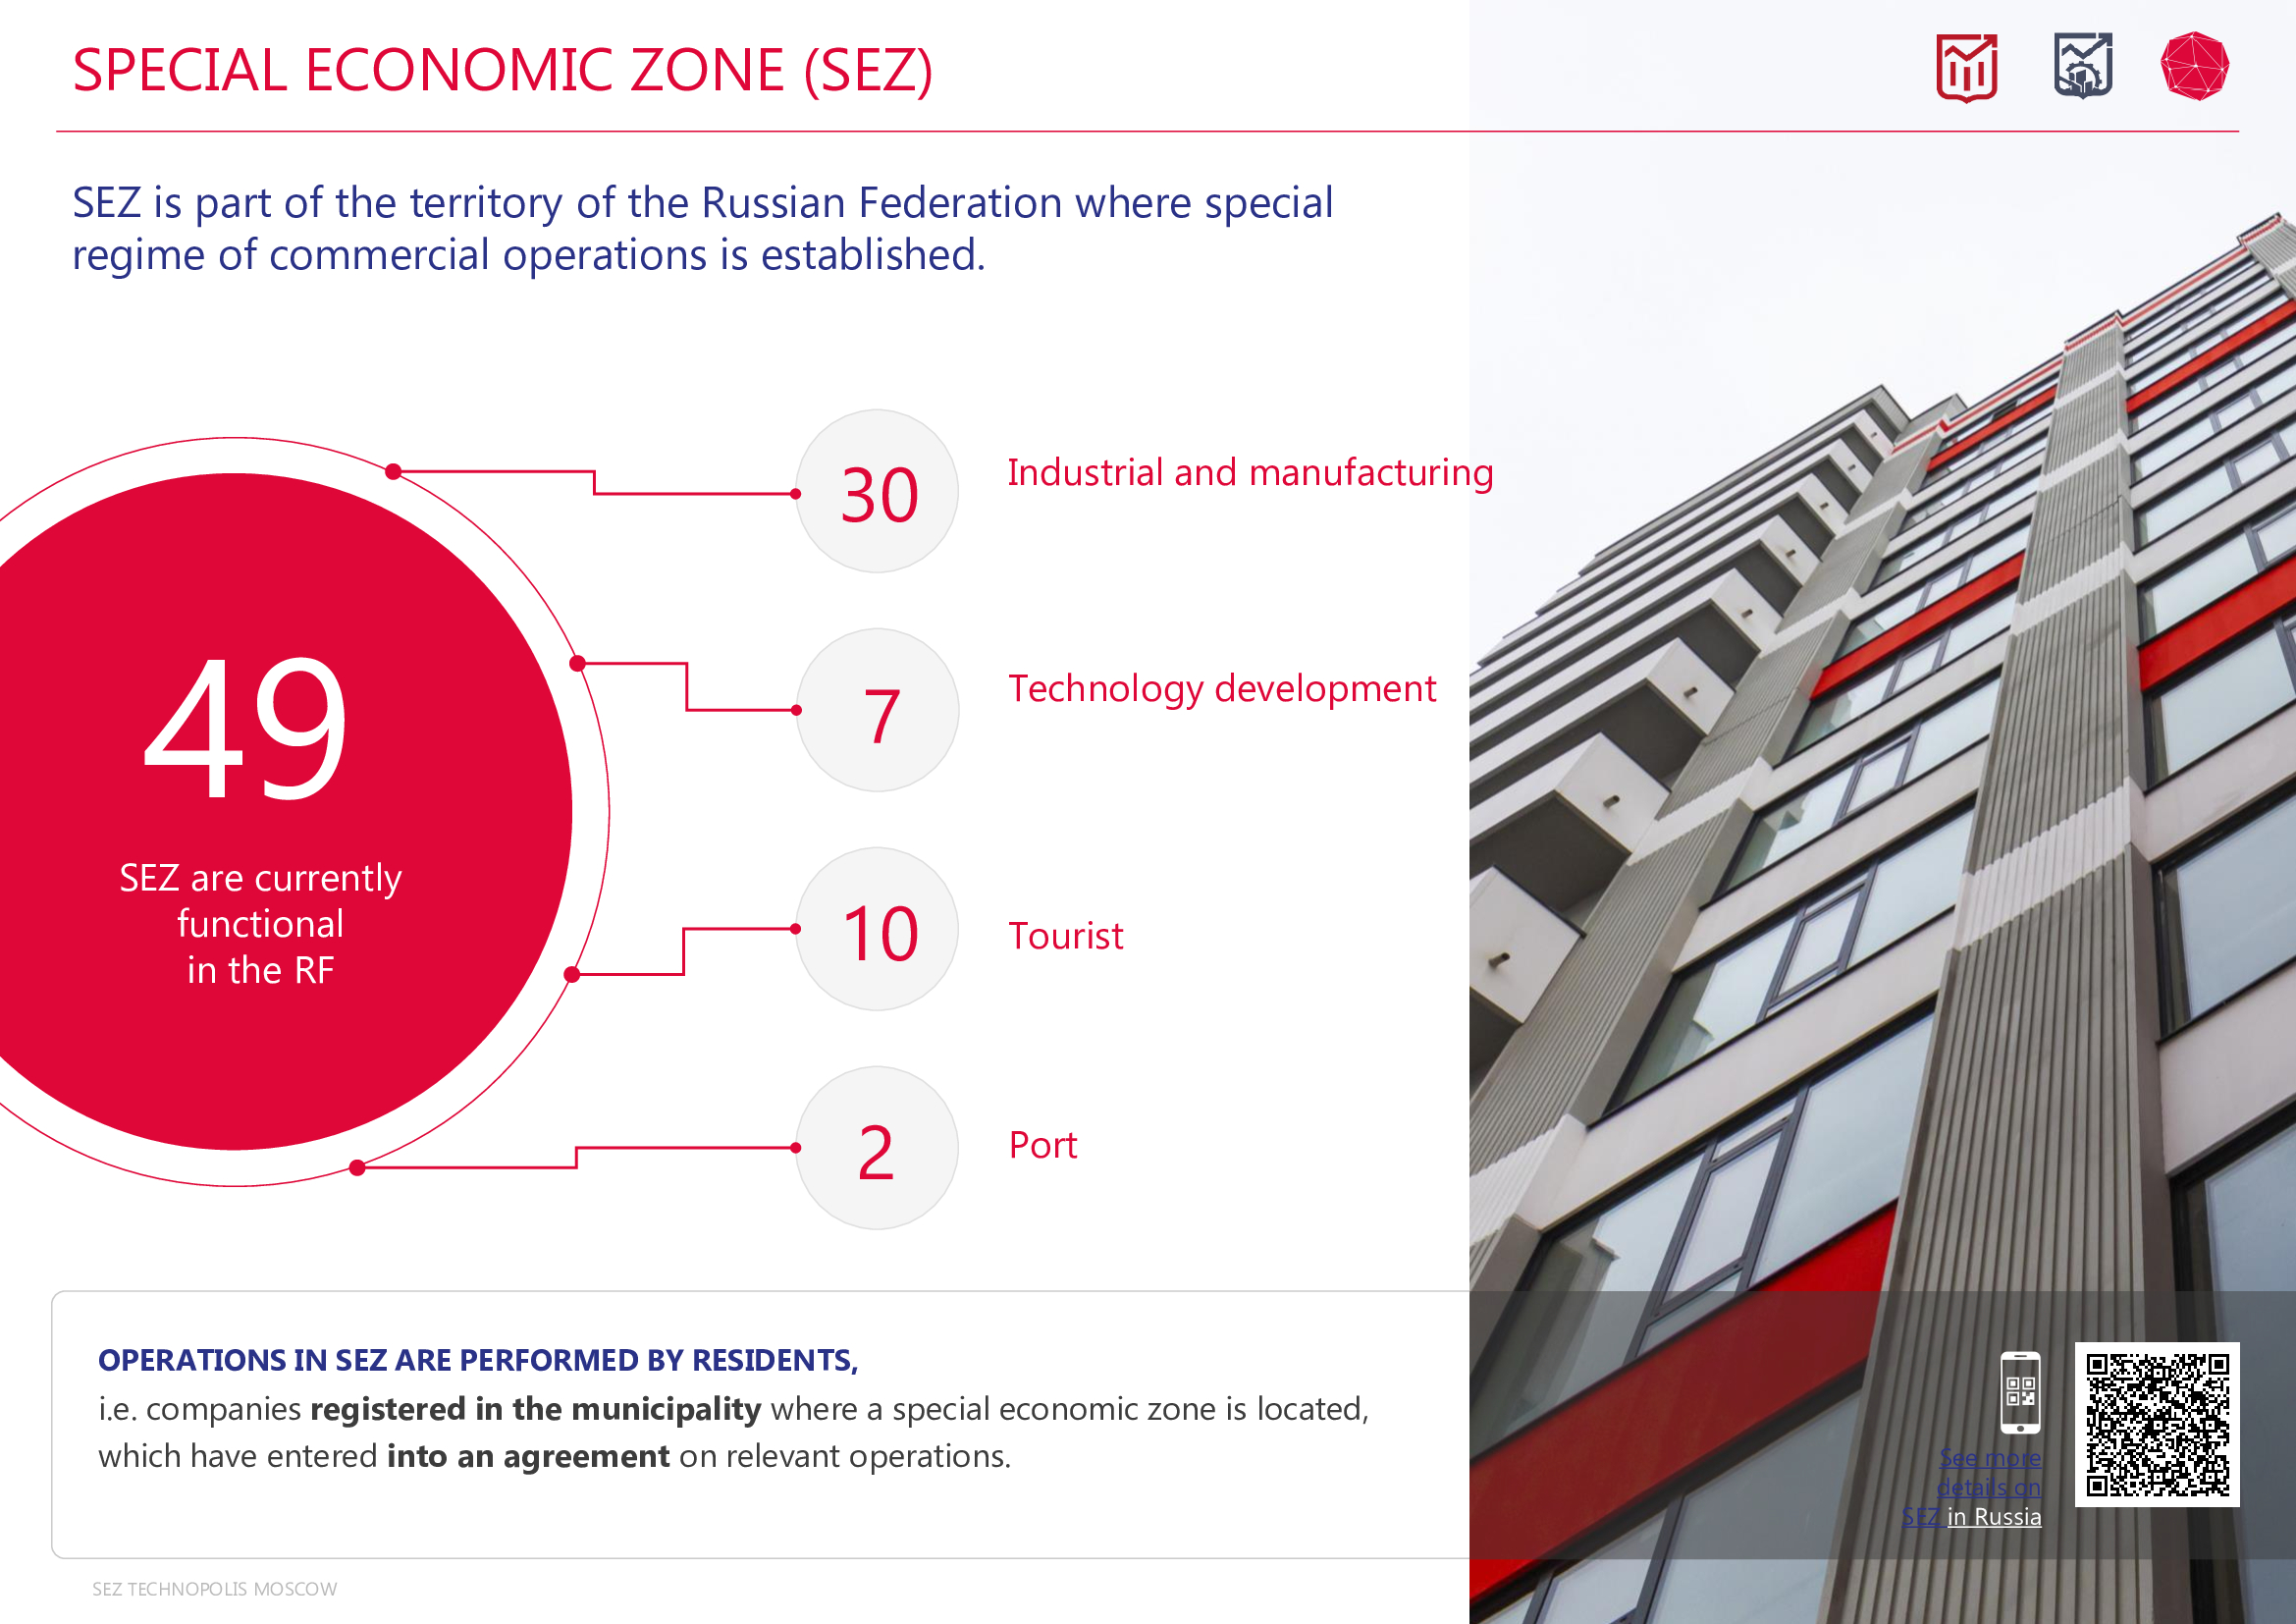 SPECIAL ECONOMIC ZONE (SEZ)
SEZ is part of the territory of the Russian Federation where special
regime of commercial operations is established.
49
SEZ are currently
functional
in the RF
30
Industrial and manufacturing
7
Technology development
10
Tourist
2
Port
OPERATIONS IN SEZ ARE PERFORMED BY RESIDENTS,
i.e. companies registered in the municipality where a special economic zone is located,
which have entered into an agreement on relevant operations.
See more
details on
SEZ in Russia
SEZ TECHNOPOLIS MOSCOW